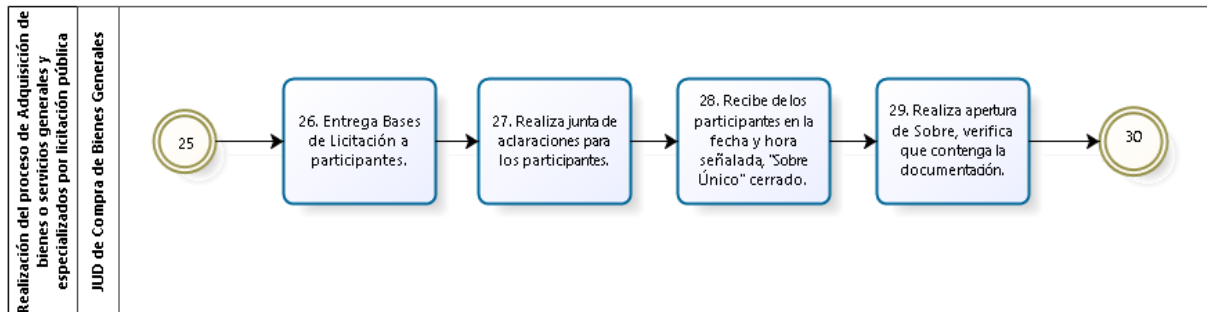 Realización del proceso de Adquisición de
bienes o servicios generales y
especializados por licitación pública
JUD de Compra de Bienes Generales
25
26. Entrega Bases
de Licitación a
participantes.
27. Realiza junta de
aclaraciones para
los participantes.
28. Recibe de los
participantes en la
fecha y hora
señalada, "Sobre
Único" cerrado.
29. Realiza apertura
de Sobre, verifica
que contenga la
documentación.
30